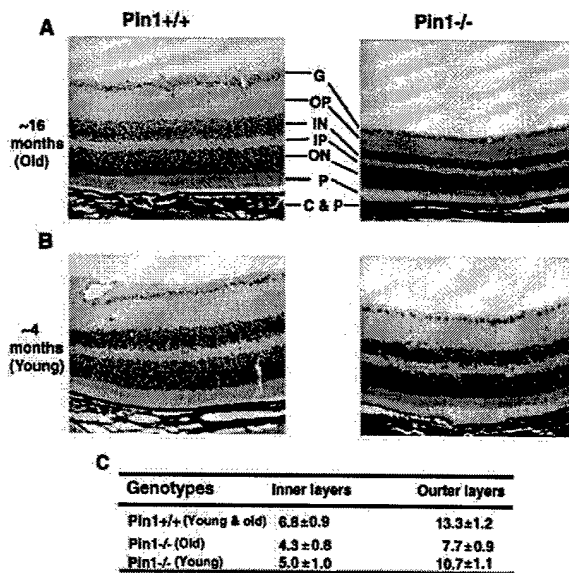 Pin1+/+
Pin1-/-
A
G
OP
IN
IP
ON
P
C & P
~16
months
(Old)
B
~4
months
(Young)
C
Genotypes Inner layers Ourter layers
Pin1+/+ (Young & old) 6.8±0.9 13.3±1.2
Pin1-/- (Old) 4.3±0.8 7.7±0.9
Pin1-/- (Young) 5.0±1.0 10.7±1.1